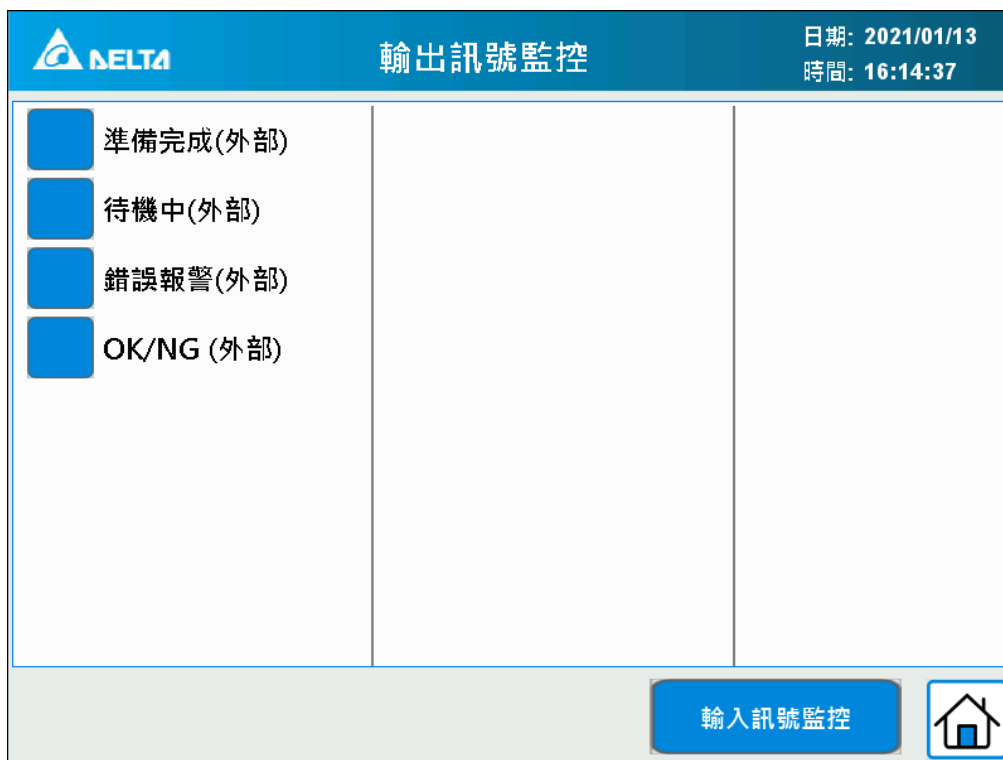 DELTA
輸出訊號監控
日期: 2021/01/13
時間: 16:14:37
準備完成(外部)
待機中(外部)
錯誤報警(外部)
OK/NG (外部)
輸入訊號監控